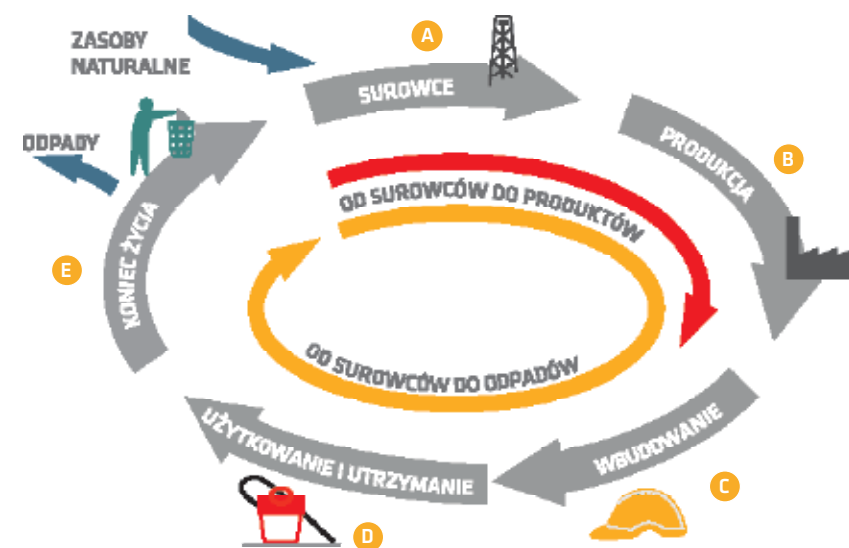 ZASOBY
NATURALNE
A
SUROWCE
PRODUKCJA
B
ODPADY
OD SUROWCÓW DO PRODUKTÓW
KONIEC ŻYCIA
E
OD SUROWCÓW DO ODPADÓW
WBUDOWANIE
C
UŻYTKOWANIE I UTRZYMANIE
D